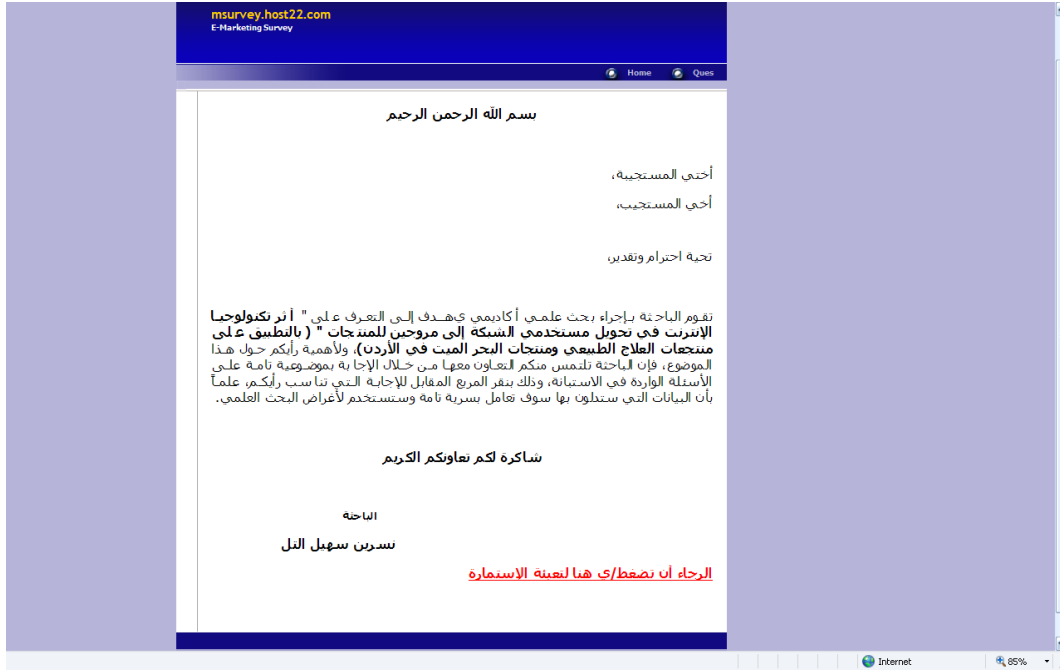 msurvey.host22.com
E-Marketing Survey
Home Ques
بسم الله الرحمن الرحيم
أختي المستجيبة،
أخي المستجيب،
تحية احترام وتقدير،
تقوم الباحثة بإجراء بحث علمي أكاديمي يهدف إلى التعرف على " أثر تكنولوجيا
الإنترنت في تحويل مستخدمي الشبكة إلى مروجين للمنتجات " ( بالتطبيق على
منتجعات العلاج الطبيعي ومنتجات البحر الميت في الأردن)، ولأهمية رأيكم حول هذا
الموضوع، فإن الباحثة تلتمس منكم التعاون معها من خلال الإجابة بموضوعية تامة على
الأسئلة الواردة في الاستبانة، وذلك بنقر المربع المقابل للإجابة التي تناسب رأيكم، علماً
بأن البيانات التي ستدلون بها سوف تعامل بسرية تامة وستستخدم لأغراض البحث العلمي.
شاكرة لكم تعاونكم الكريم
الباحثة
نسرين سهيل التل
الرجاء أن تضغط/ي هنا لتعبئة الإستمارة
Internet 85%